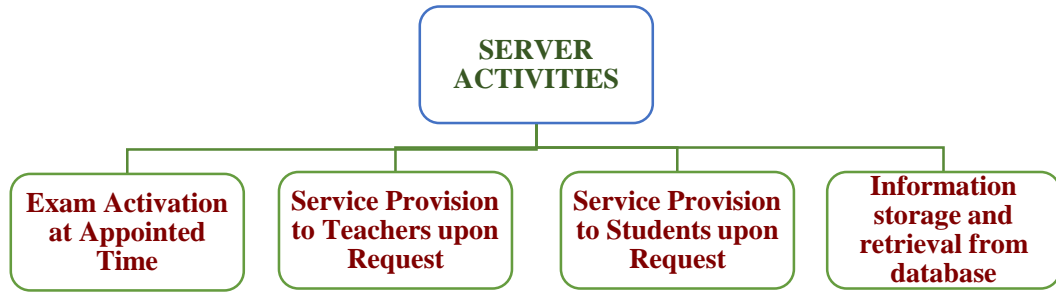 SERVER
ACTIVITIES
Exam Activation
at Appointed
Time
Service Provision
to Teachers upon
Request
Service Provision
to Students upon
Request
Information
storage and
retrieval from
database